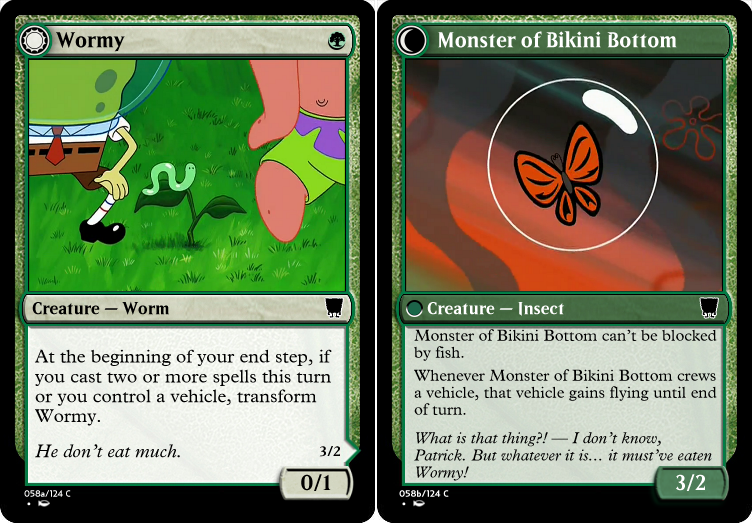 Wormy
Creature — Worm
At the beginning of your end step, if
you cast two or more spells this turn
or you control a vehicle, transform
Wormy.
He don't eat much.
3/2
0/1
058a/124 C
Monster of Bikini Bottom
Creature — Insect
Monster of Bikini Bottom can't be blocked
by fish.
Whenever Monster of Bikini Bottom crews
a vehicle, that vehicle gains flying until end
of turn.
What is that thing?! — I don't know,
Patrick. But whatever it is… it must've eaten
Wormy!
3/2
058b/124 C